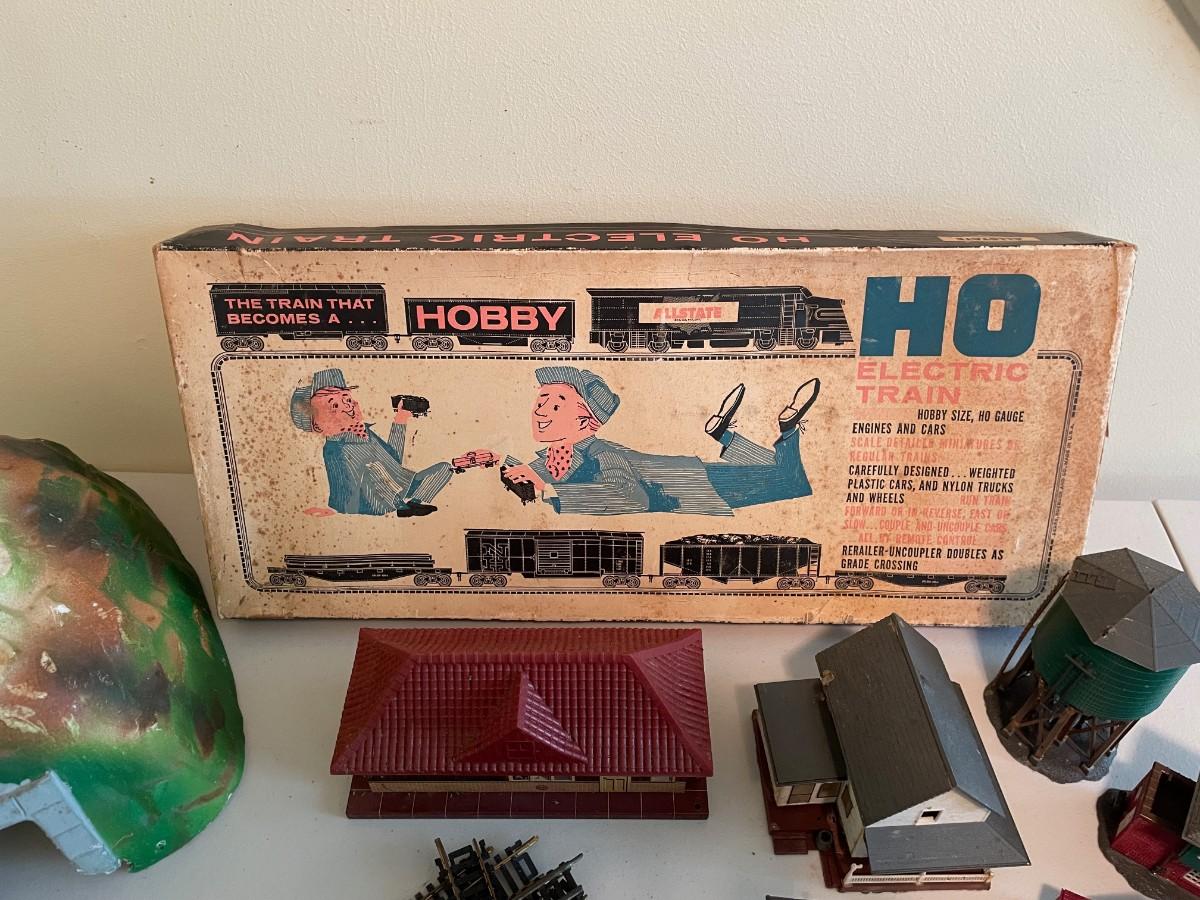 HO ELECTRIC TRAIN
THE TRAIN THAT
BECOMES A . . .
HOBBY
ALLSTATE
HO
ELECTRIC
TRAIN
HOBBY SIZE, HO GAUGE
ENGINES AND CARS
SCALE DETAILED MINIATURES OF
REGULAR TRAINS
CAREFULLY DESIGNED...WEIGHTED
PLASTIC CARS, AND NYLON TRUCKS
AND WHEELS RUN TRAIN
FORWARD OR IN REVERSE, FAST OR
SLOW...COUPLE AND UNCOUPLE CARS
ALL BY REMOTE CONTROL
RERAILER-UNCOUPLER DOUBLES AS
GRADE CROSSING